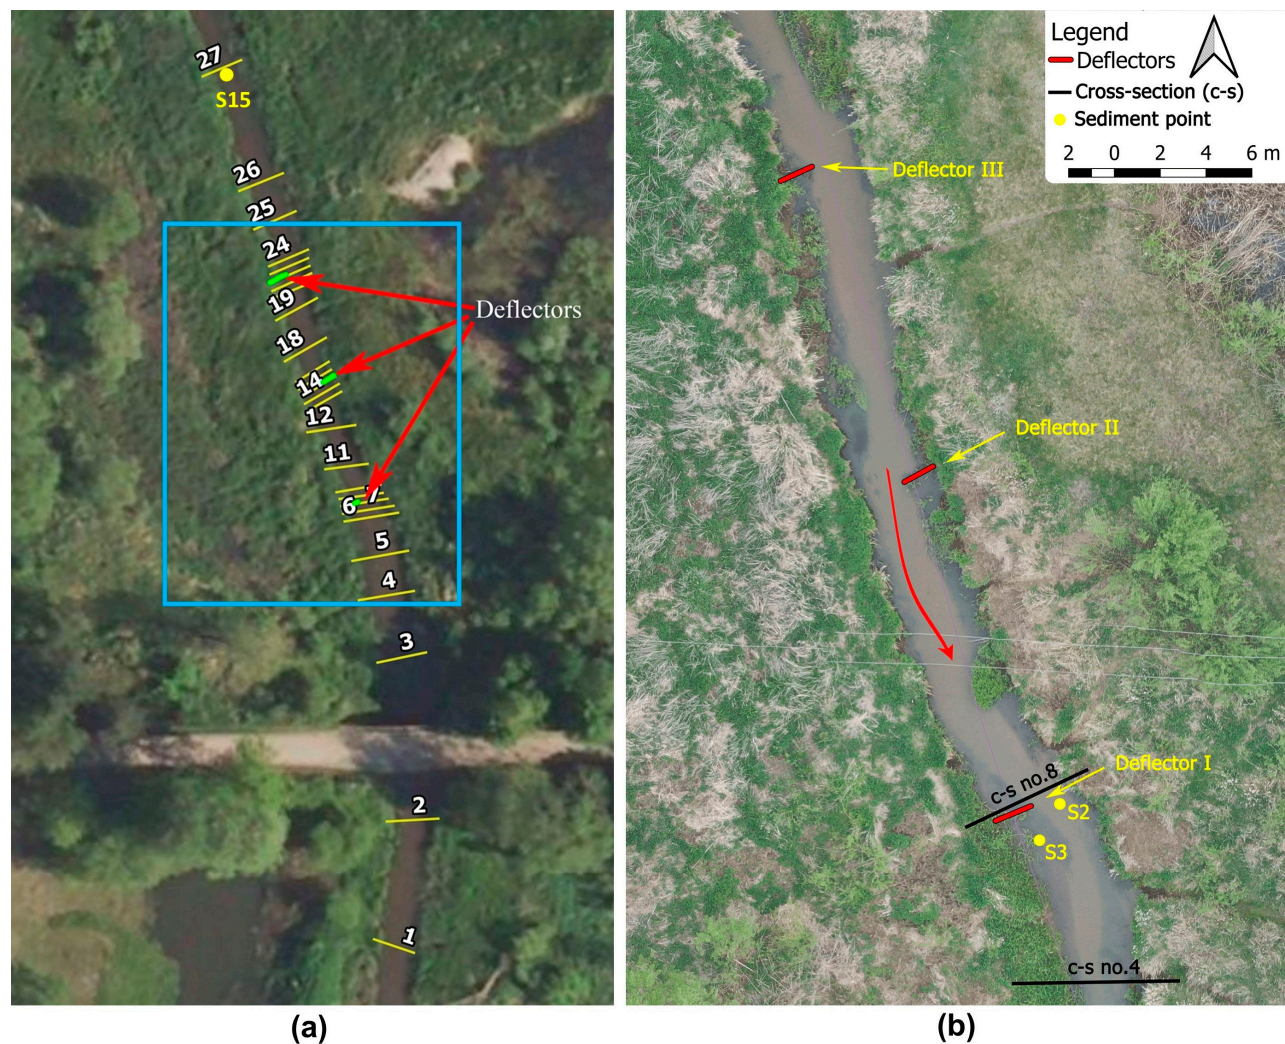 27
S15
26
25
24
19
Deflectors
18
14
12
11
7
6
5
4
3
2
1
(a)
Legend
Deflectors
Cross-section (c-s)
Sediment point
2 0 2 4 6 m
Deflector III
Deflector II
Deflector I
c-s no.8
S2
S3
c-s no.4
(b)